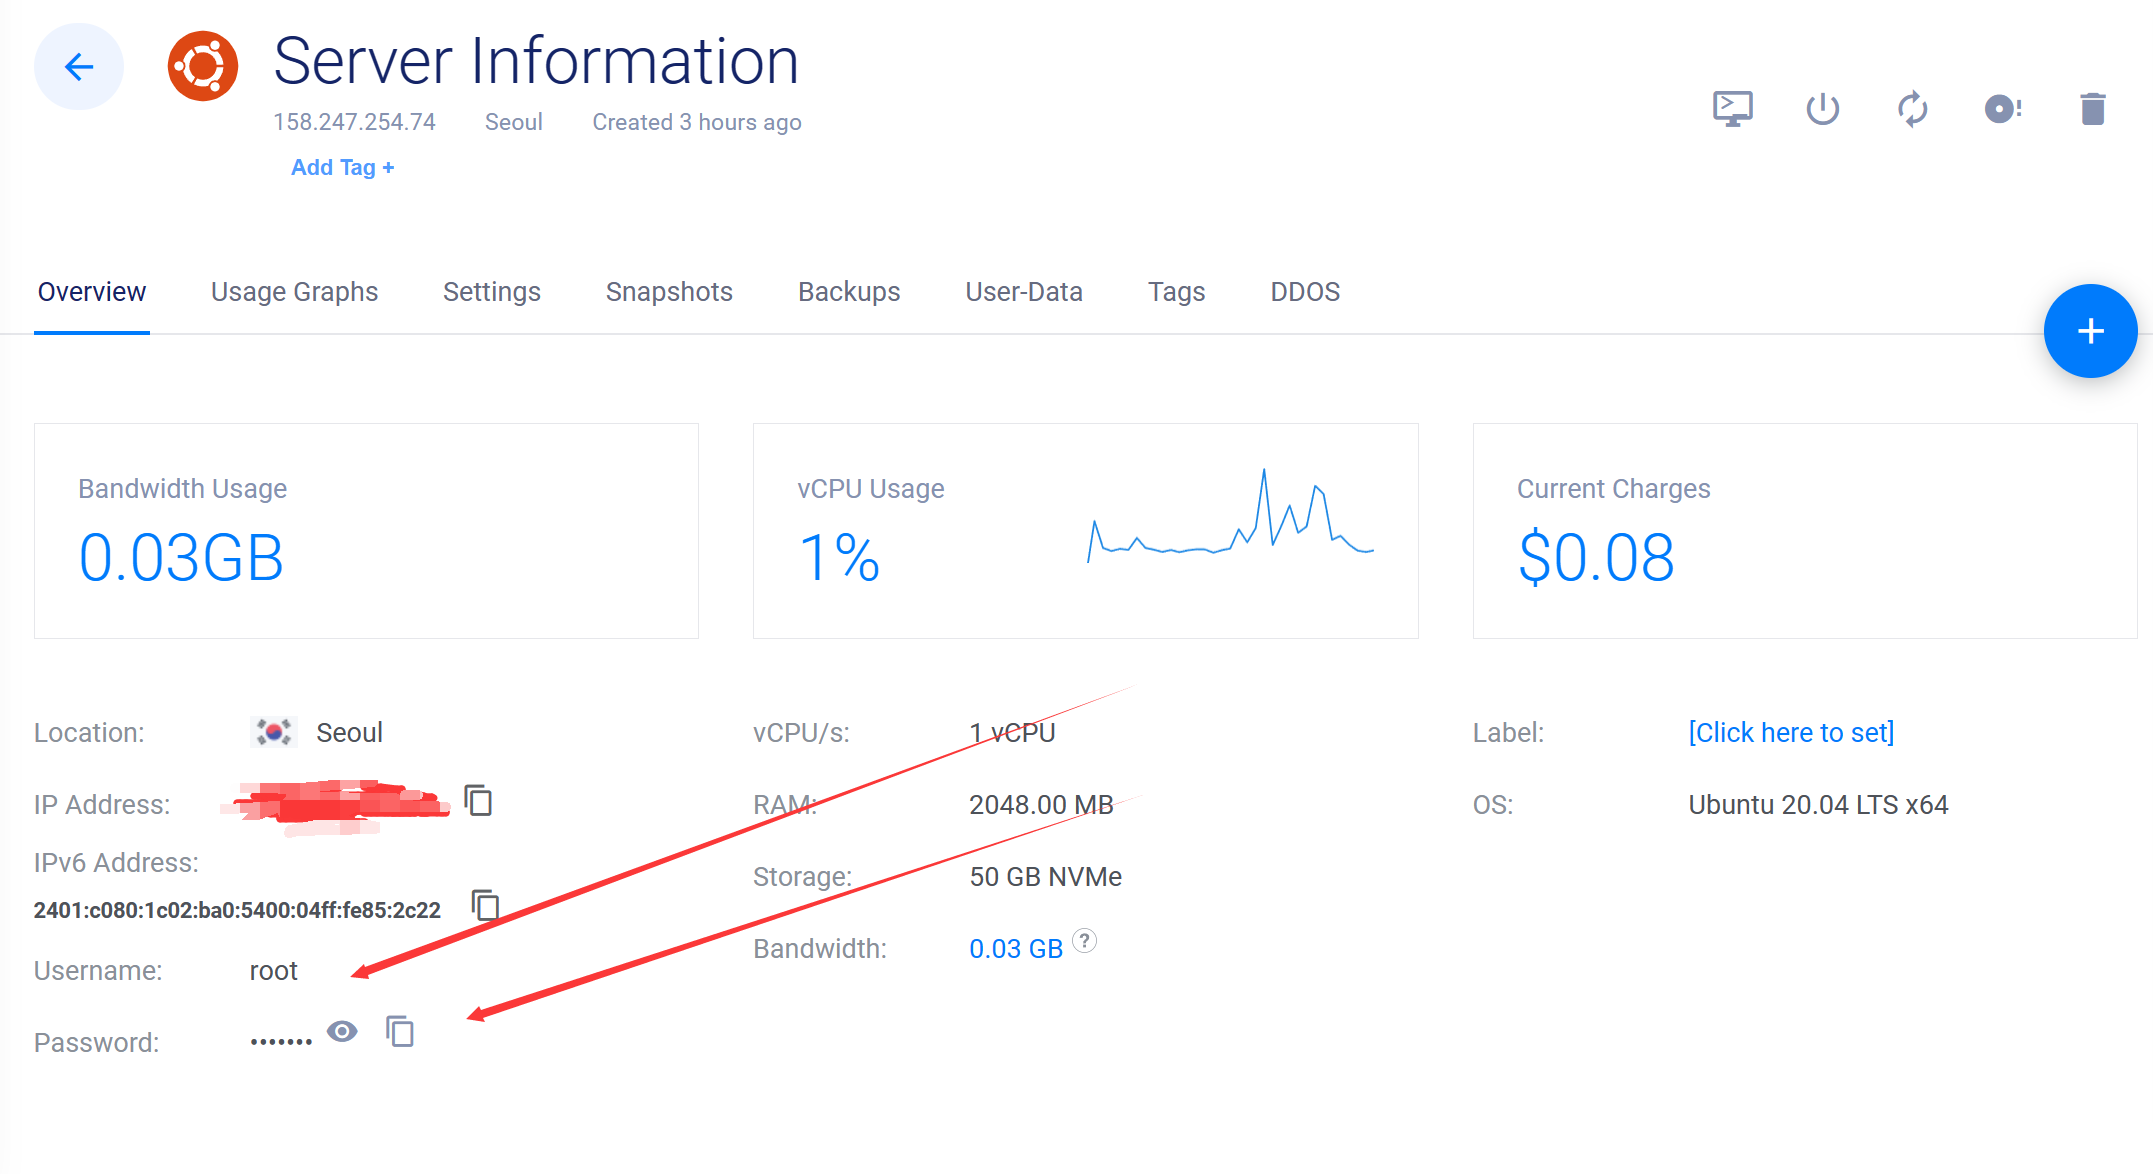 Server Information
158.247.254.74 Seoul Created 3 hours ago
Add Tag +
Overview Usage Graphs Settings Snapshots Backups User-Data Tags DDOS
Bandwidth Usage
0.03GB
vCPU Usage
1%
Current Charges
$0.08
Location: Seoul
IP Address:
IPv6 Address:
2401:c080:1c02:ba0:5400:04ff:fe85:2c22
Username: root
Password: •••••••
vCPU/s: 1 vCPU
RAM: 2048.00 MB
Storage: 50 GB NVMe
Bandwidth: 0.03 GB ?
Label: [Click here to set]
OS: Ubuntu 20.04 LTS x64